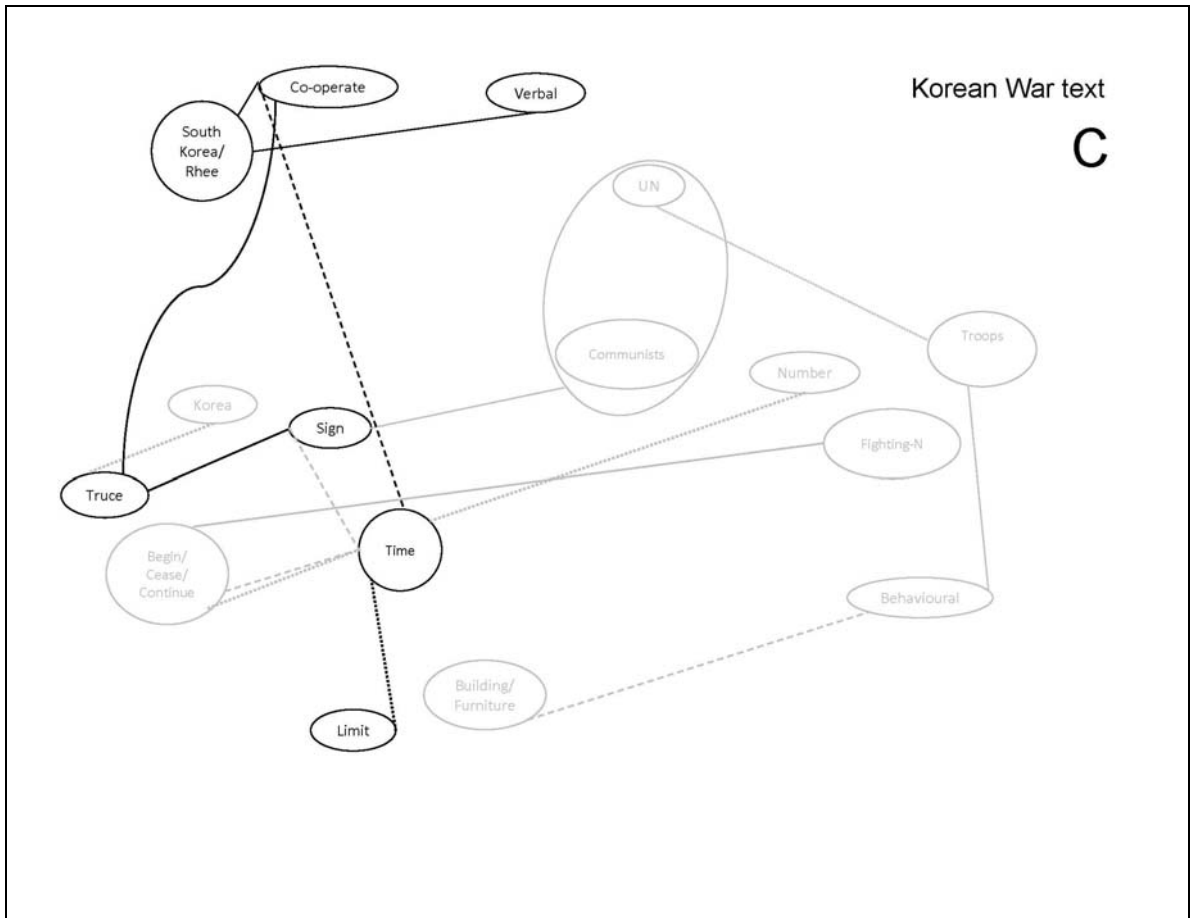 Korean War text
C
Co-operate
Verbal
South
Korea/
Rhee
UN
Troops
Communists
Number
Korea
Sign
Fighting-N
Truce
Begin/
Cease/
Continue
Time
Behavioural
Building/
Furniture
Limit